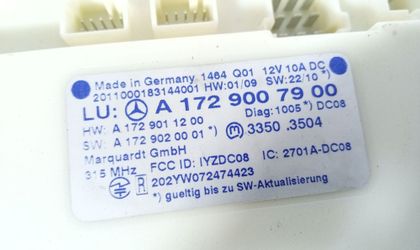 Made in Germany 1464 Q01 12V 10A DC
2011000183144001 HW:01/09 SW:22/10 *)
LU: A 172 900 79 00
HW: A 172 901 12 00 Diag: 1005 *) DC08
SW: A 172 902 00 01 *) m 3350 .3504
Marquardt GmbH
315 MHz FCC ID: IYZDC08 IC: 2701A-DC08
R 202YW072474423
*) gueltig bis zu SW-Aktualisierung